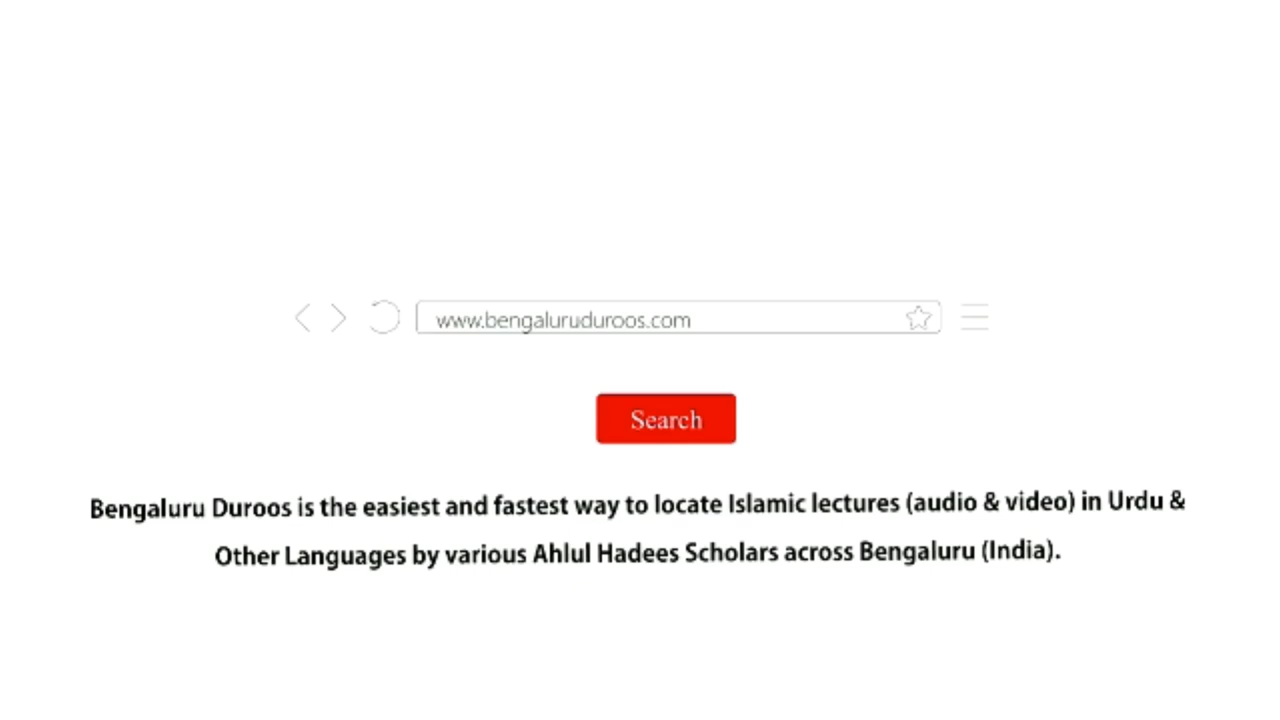 www.bengaluruduroos.com
Search
Bengaluru Duroos is the easiest and fastest way to locate Islamic lectures (audio & video) in Urdu &
Other Languages by various Ahlul Hadees Scholars across Bengaluru (India).